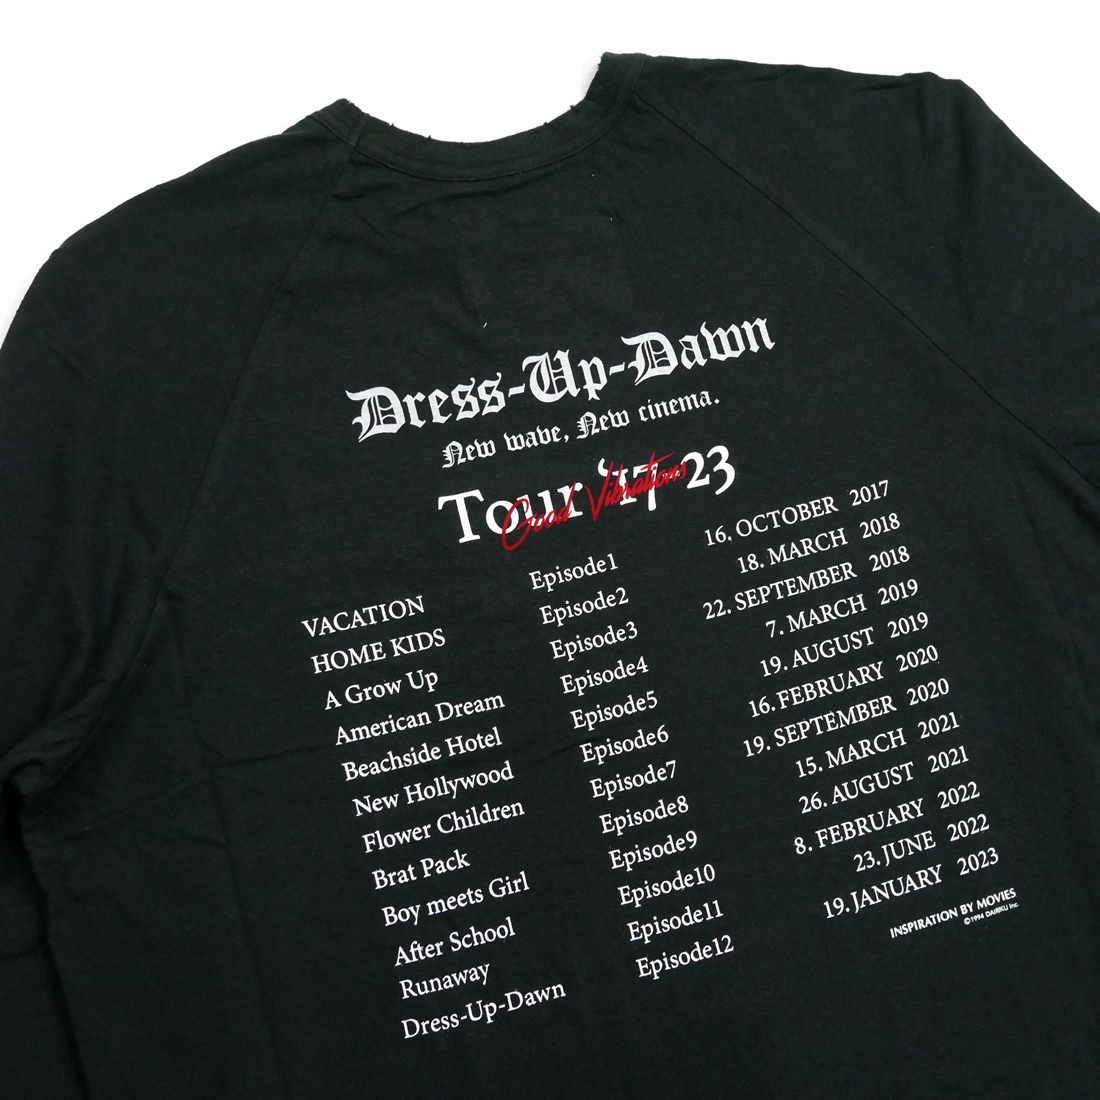 Dress-Up-Dawn
New wave, New cinema.
Tour '17-23
Good Vibrations
VACATION Episode1 16. OCTOBER 2017
HOME KIDS Episode2 18. MARCH 2018
A Grow Up Episode3 22. SEPTEMBER 2018
American Dream Episode4 7. MARCH 2019
Beachside Hotel Episode5 19. AUGUST 2019
New Hollywood Episode6 16. FEBRUARY 2020
Flower Children Episode7 19. SEPTEMBER 2020
Brat Pack Episode8 15. MARCH 2021
Boy meets Girl Episode9 26. AUGUST 2021
After School Episode10 8. FEBRUARY 2022
Runaway Episode11 23. JUNE 2022
Dress-Up-Dawn Episode12 19. JANUARY 2023
INSPIRATION BY MOVIES
©1994 DAIRIKU Inc.